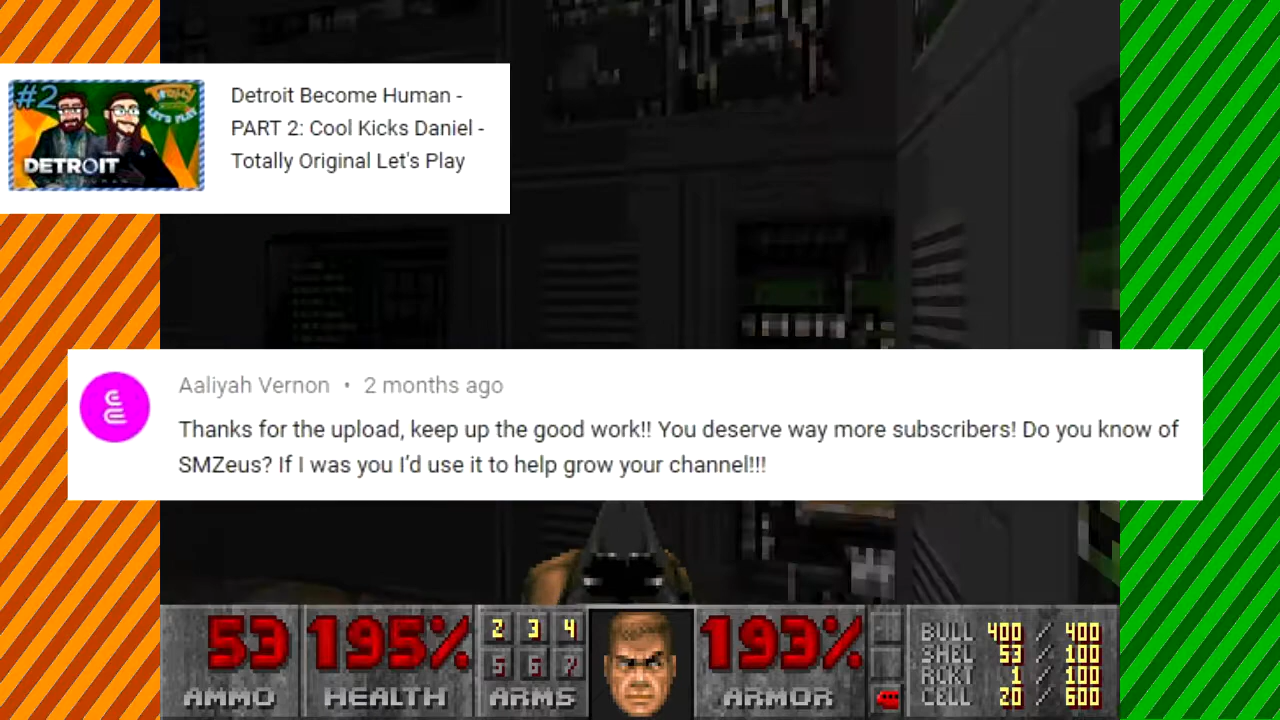 #2
TOTALLY
LET'S PLAY
DETROIT
Detroit Become Human -
PART 2: Cool Kicks Daniel -
Totally Original Let's Play
Aaliyah Vernon • 2 months ago
Thanks for the upload, keep up the good work!! You deserve way more subscribers! Do you know of
SMZeus? If I was you I'd use it to help grow your channel!!!
53 195% 2 3 4 193%
5 6 7
AMMO HEALTH ARMS ARMOR
BULL 400 / 400
SHEL 53 / 100
RCKT 1 / 100
CELL 20 / 600